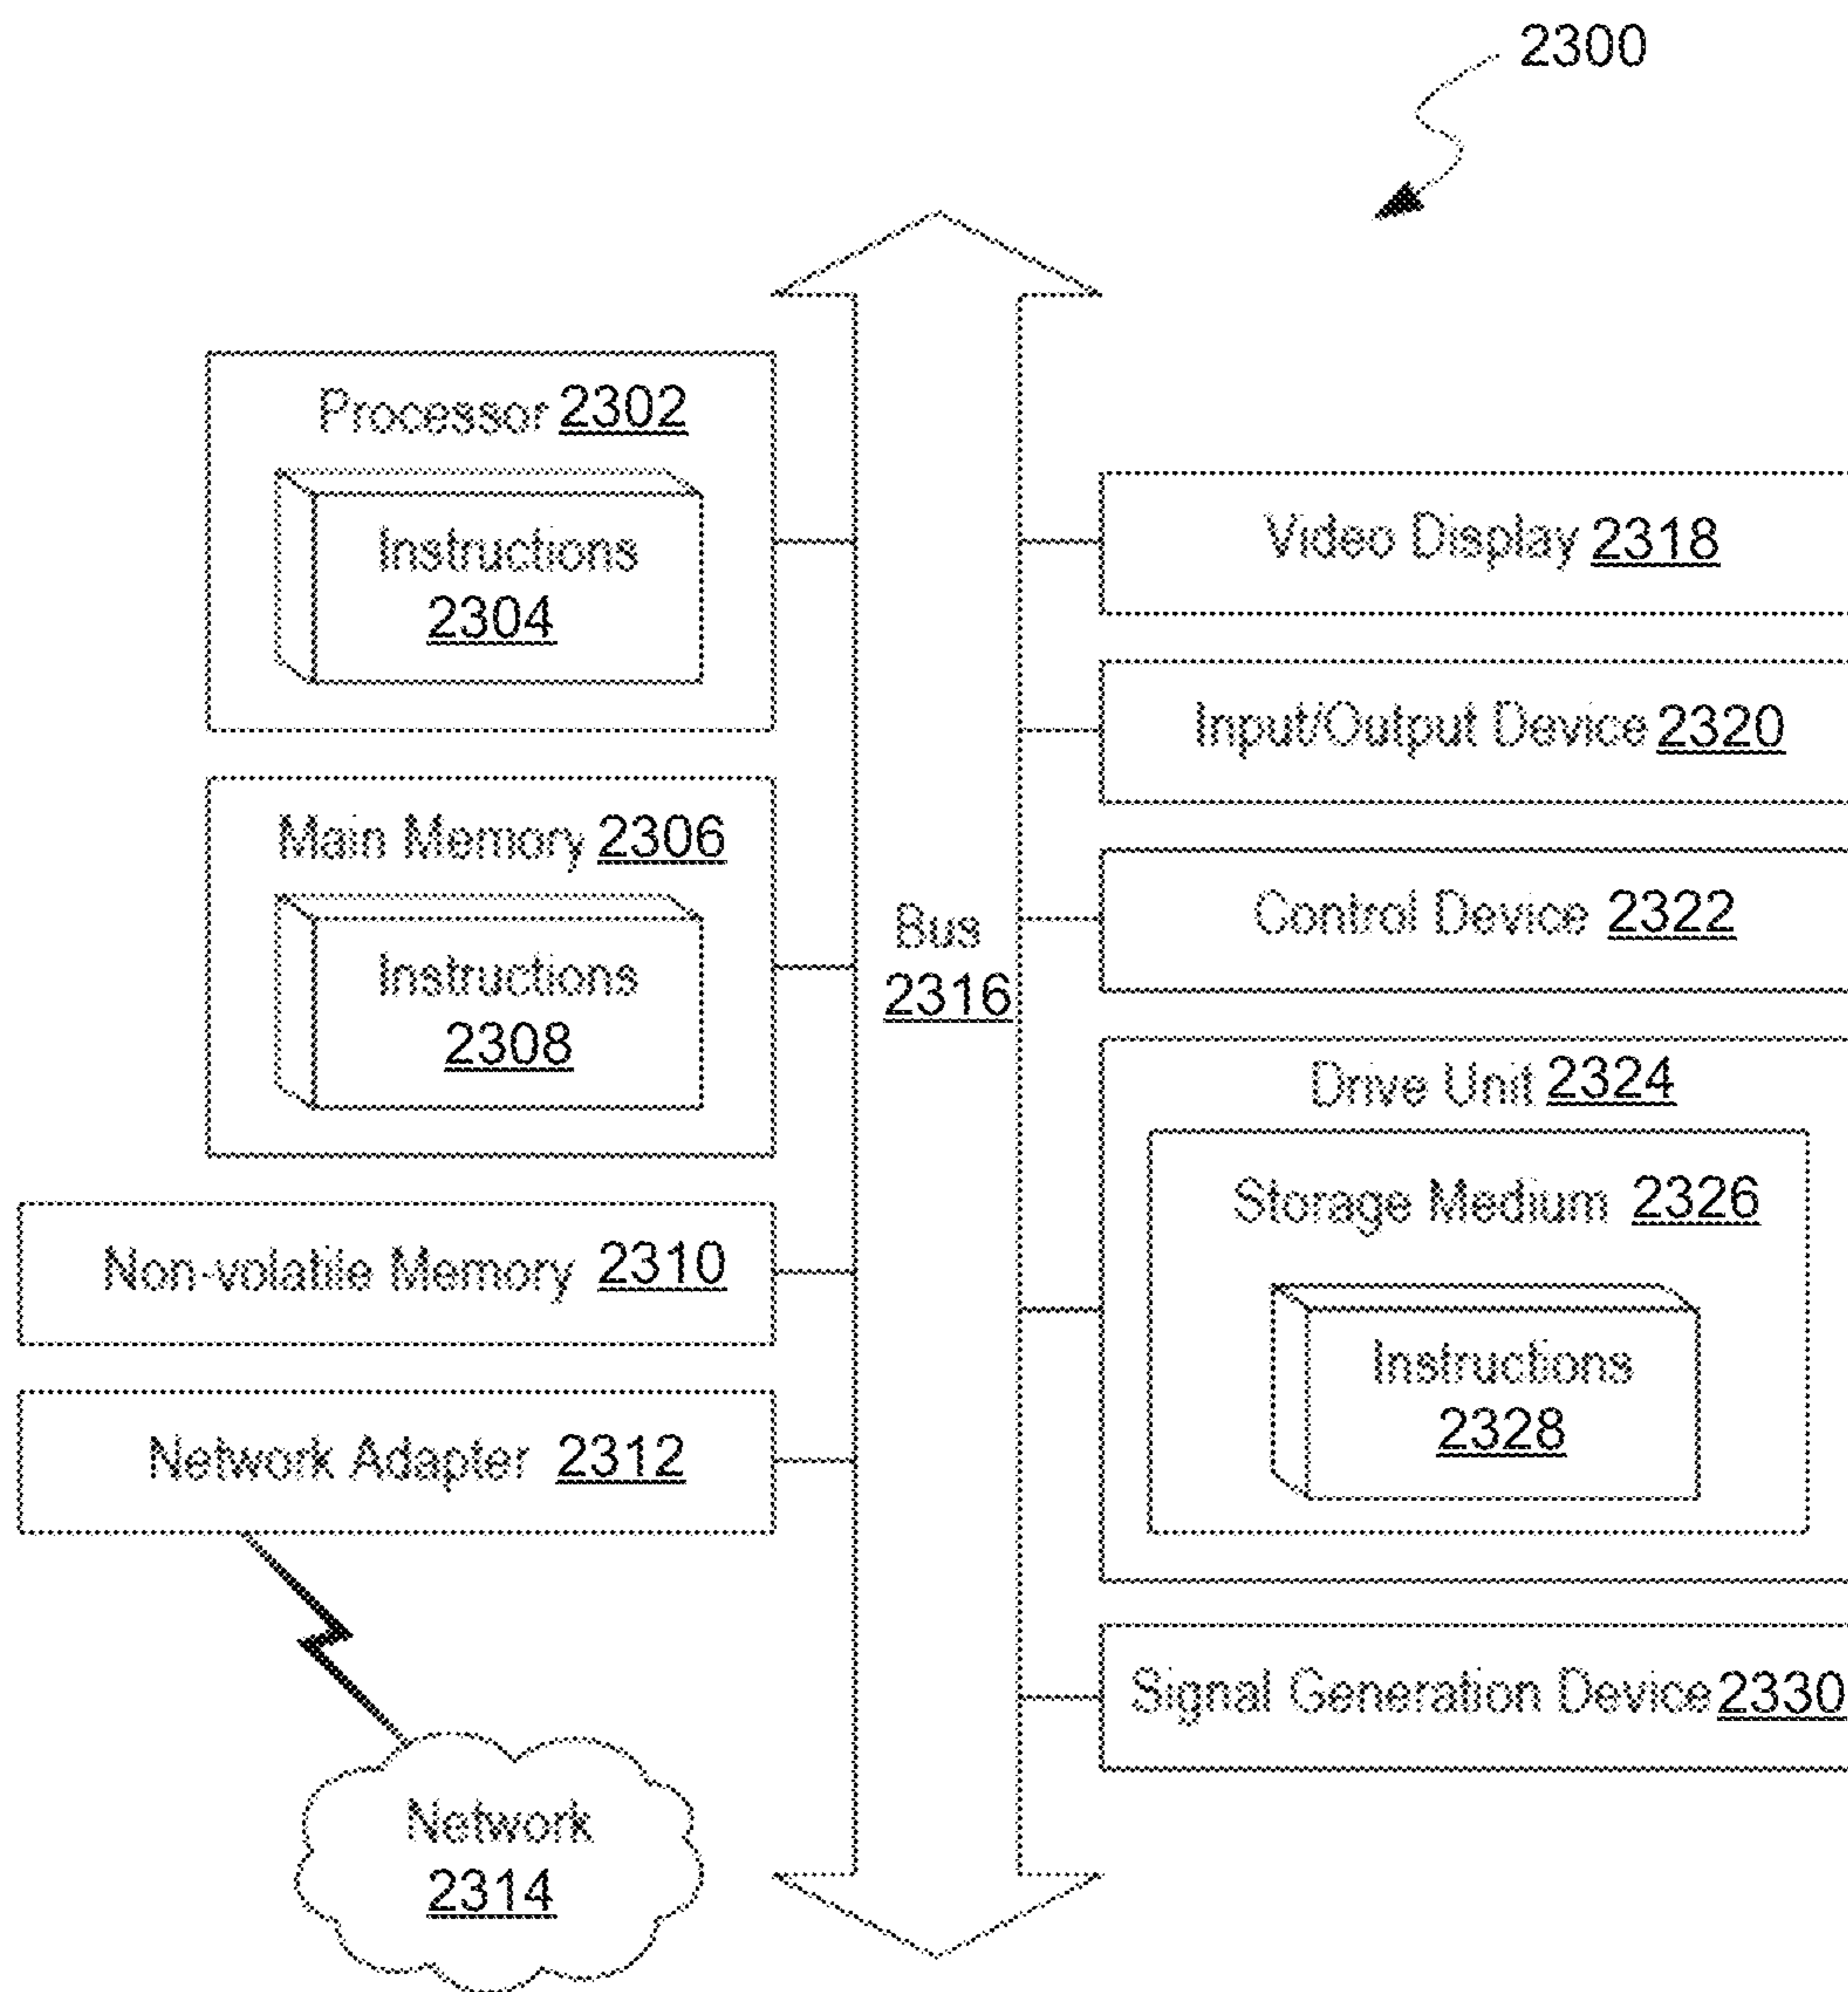 2300
Processor 2302
Instructions
2304
Main Memory 2306
Instructions
2308
Non-volatile Memory 2310
Network Adapter 2312
Network
2314
Bus
2316
Video Display 2318
Input/Output Device 2320
Control Device 2322
Drive Unit 2324
Storage Medium 2326
Instructions
2328
Signal Generation Device 2330